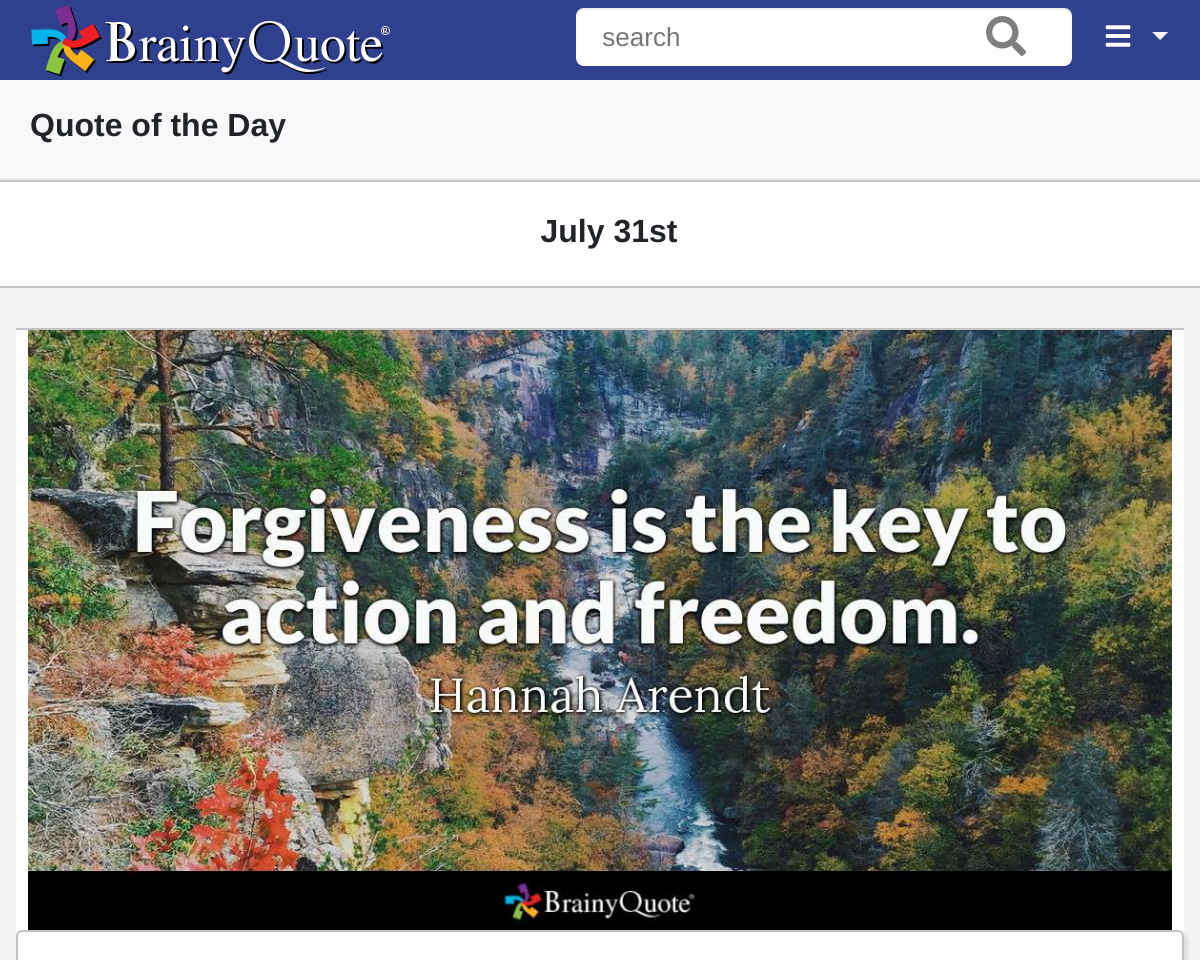 BrainyQuote®
search
Quote of the Day
July 31st
Forgiveness is the key to
action and freedom.
Hannah Arendt
BrainyQuote®